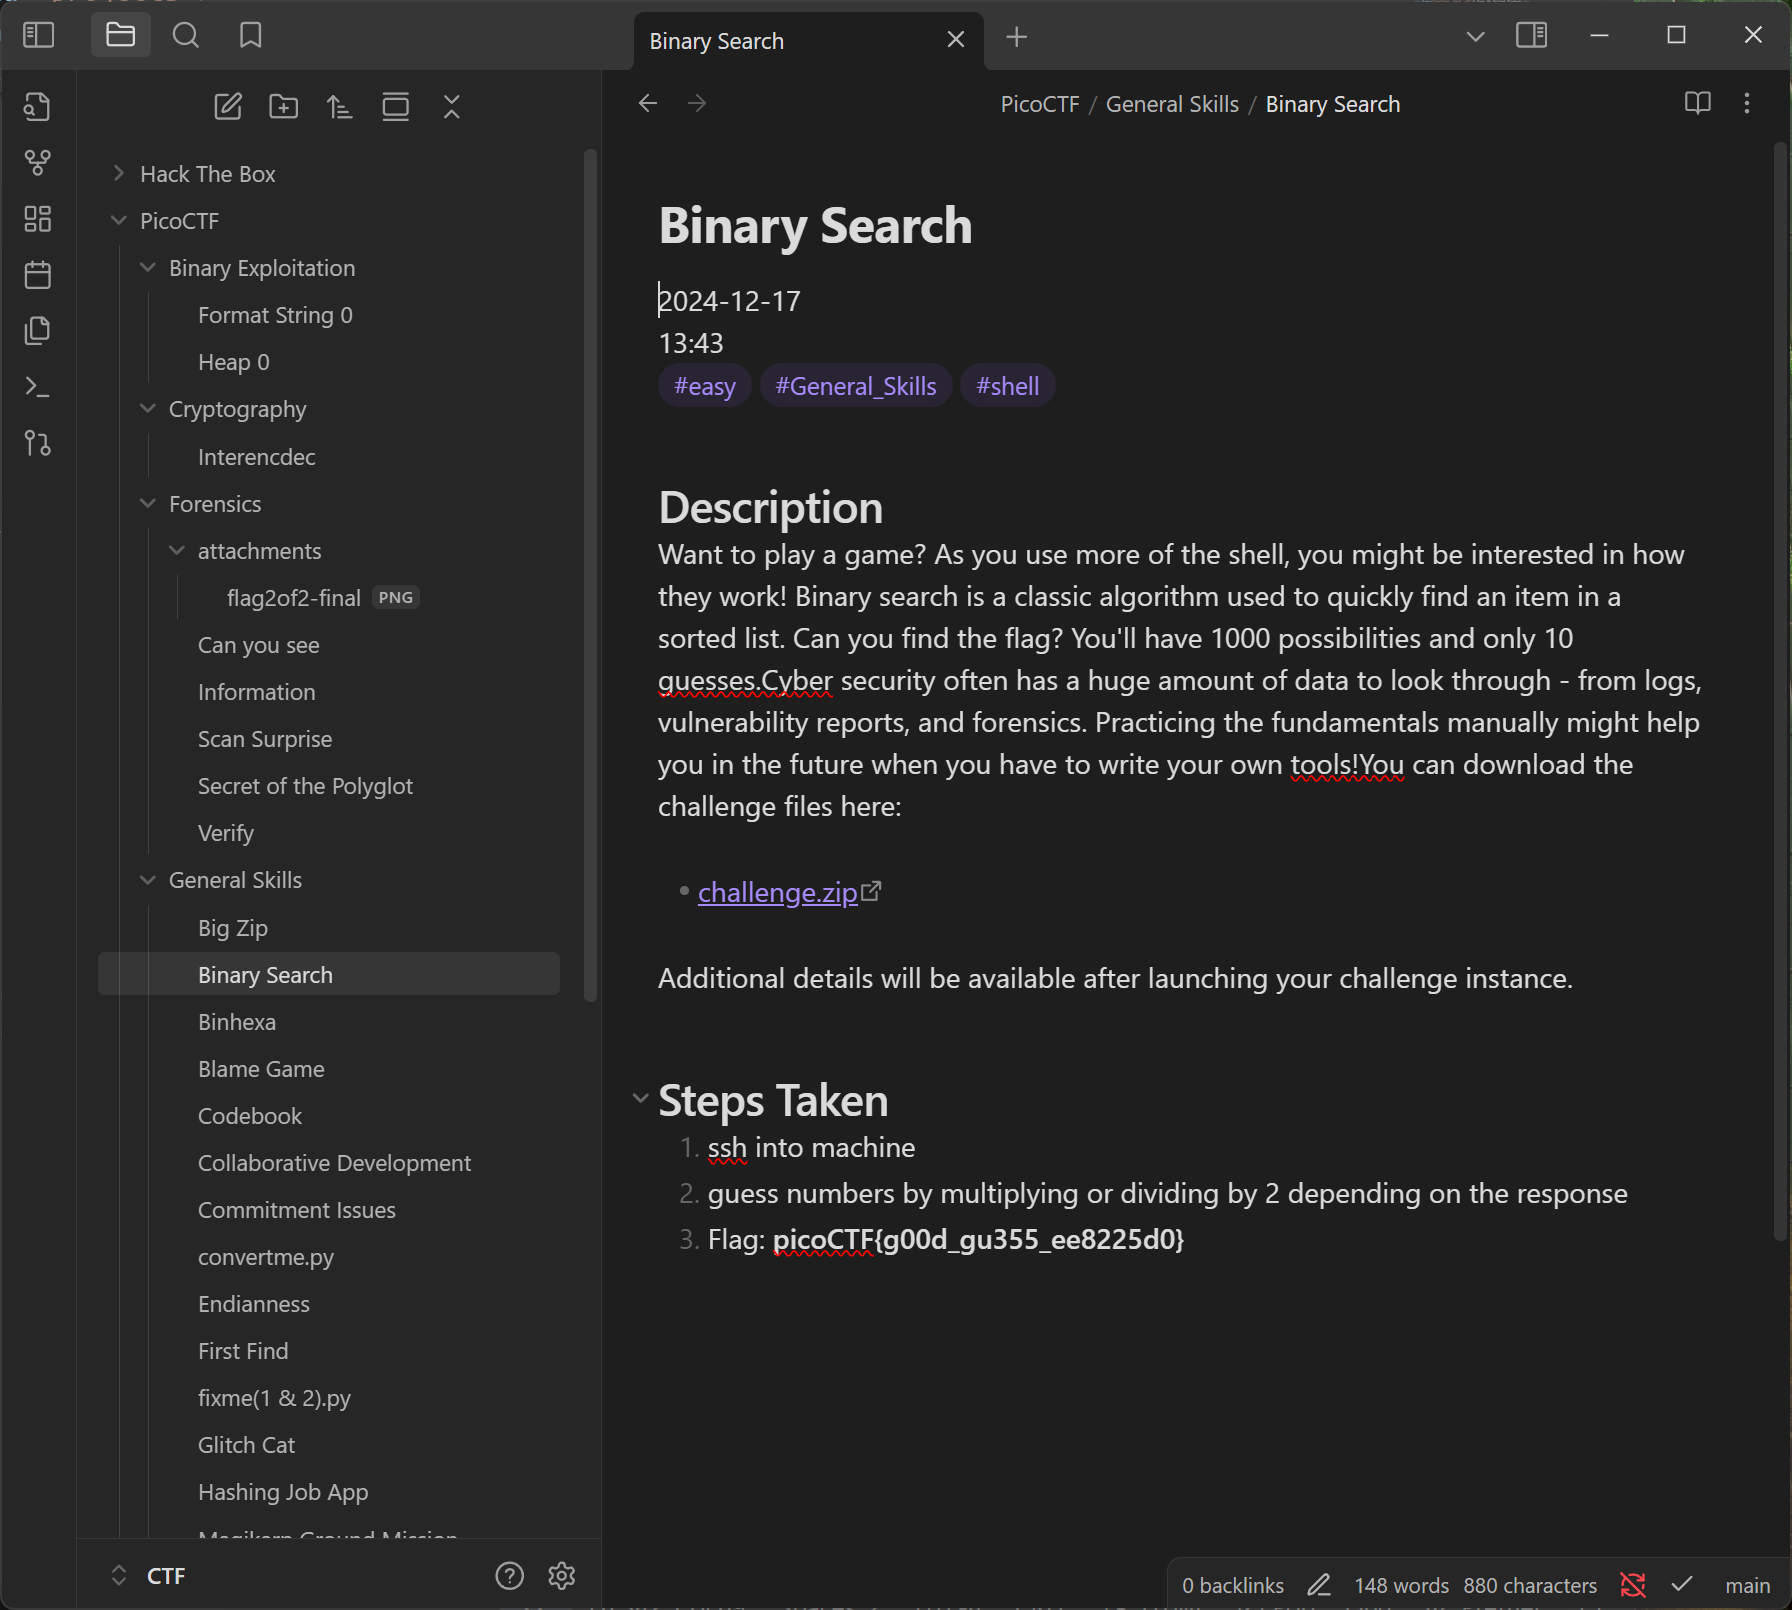 Binary Search
PicoCTF / General Skills / Binary Search
Hack The Box
PicoCTF
Binary Exploitation
Format String 0
Heap 0
Cryptography
Interencdec
Forensics
attachments
flag2of2-final PNG
Can you see
Information
Scan Surprise
Secret of the Polyglot
Verify
General Skills
Big Zip
Binary Search
Binhexa
Blame Game
Codebook
Collaborative Development
Commitment Issues
convertme.py
Endianness
First Find
fixme(1 & 2).py
Glitch Cat
Hashing Job App
Magikarp Ground Mission
CTF
Binary Search
2024-12-17
13:43
#easy #General_Skills #shell
Description
Want to play a game? As you use more of the shell, you might be interested in how
they work! Binary search is a classic algorithm used to quickly find an item in a
sorted list. Can you find the flag? You'll have 1000 possibilities and only 10
guesses.Cyber security often has a huge amount of data to look through - from logs,
vulnerability reports, and forensics. Practicing the fundamentals manually might help
you in the future when you have to write your own tools!You can download the
challenge files here:
• challenge.zip
Additional details will be available after launching your challenge instance.
Steps Taken
1. ssh into machine
2. guess numbers by multiplying or dividing by 2 depending on the response
3. Flag: picoCTF{g00d_gu355_ee8225d0}
0 backlinks 148 words 880 characters main